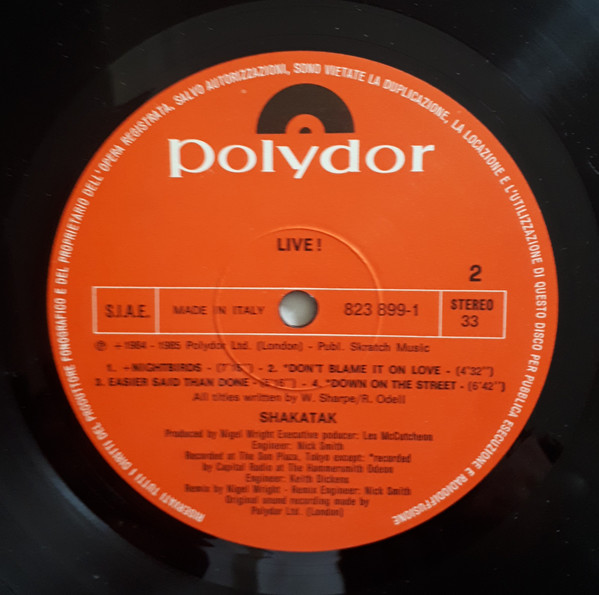 RISERVATI TUTTI I DIRITTI DEL PRODUTTORE FONOGRAFICO E DEL PROPRIETARIO DELL'OPERA REGISTRATA. SALVO AUTORIZZAZIONI, SONO VIETATE LA DUPLICAZIONE, LA LOCAZIONE E L'UTILIZZAZIONE DI QUESTO DISCO PER PUBBLICA ESECUZIONE E RADIODIFFUSIONE
polydor
LIVE!
2
S.I.A.E. MADE IN ITALY 823 899-1 STEREO
33
℗ +1984 - 1985 Polydor Ltd. (London) - Publ. Skratch Music
1. +NIGHTBIRDS - (7'16") - 2. *DON'T BLAME IT ON LOVE - (4'32")
3. EASIER SAID THAN DONE - 4. *DOWN ON THE STREET - (6'42")
All titles written by W. Sharpe/R. Odell
SHAKATAK
Produced by Nigel Wright Executive poducer: Les McCutcheon
Engineer: Nick Smith
Recorded at The Sun Plaza, Tokyo except: *recorded
by Capital Radio at The Hammersmith Odeon
Engineer: Keith Dickens
Remix by Nigel Wright - Remix Engineer: Nick Smith
Original sound recording made by
Polydor Ltd. (London)